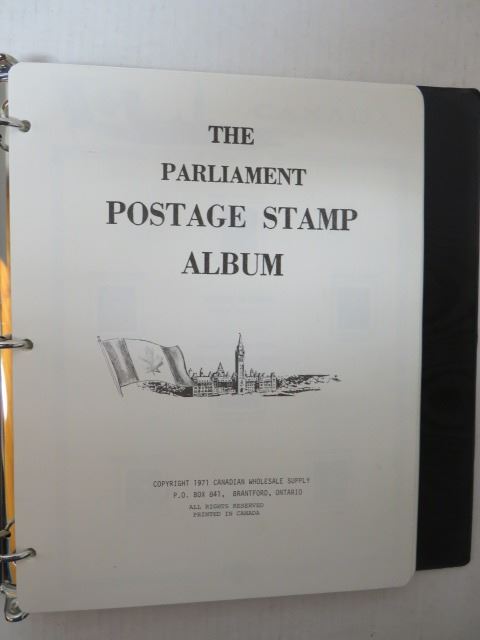 THE
PARLIAMENT
POSTAGE STAMP
ALBUM
COPYRIGHT 1971 CANADIAN WHOLESALE SUPPLY
P.O. BOX 841, BRANTFORD, ONTARIO
ALL RIGHTS RESERVED
PRINTED IN CANADA